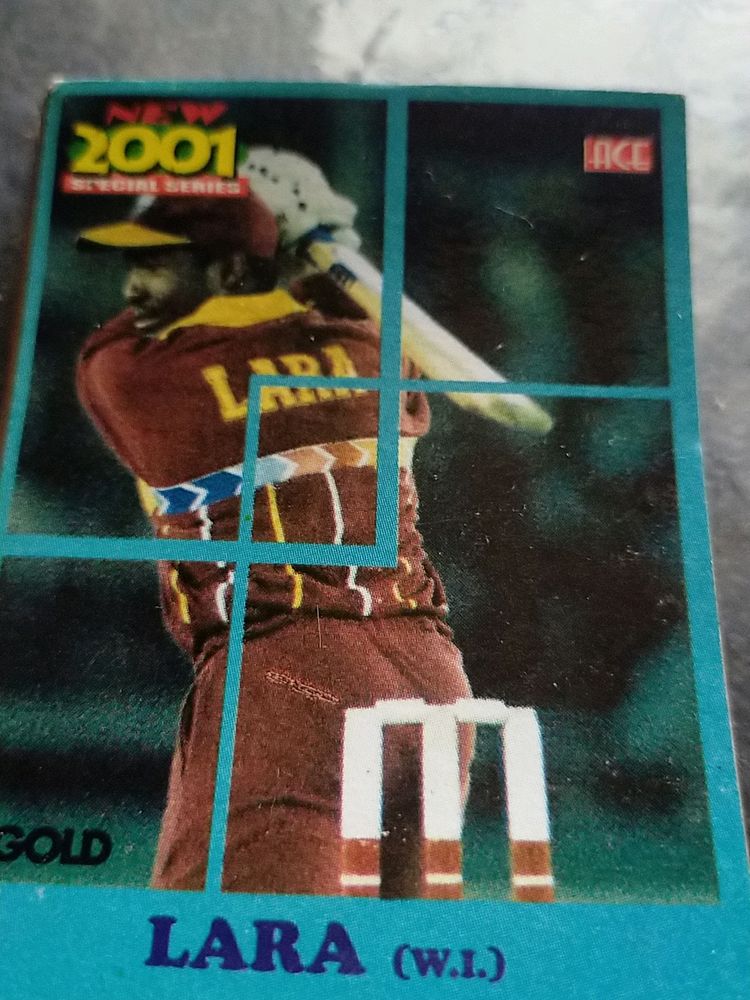 NEW
2001
SPECIAL SERIES
ACE
LARA
GOLD
LARA (W.I.)